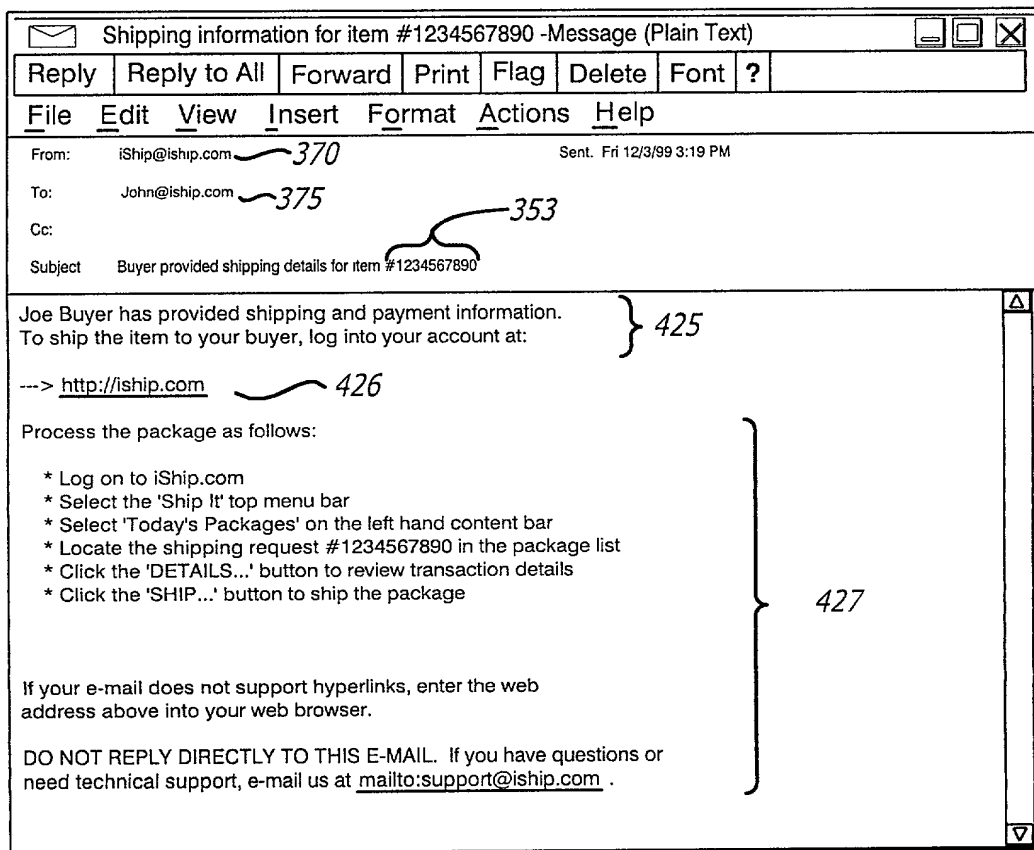 Shipping information for item #1234567890 -Message (Plain Text)
Reply Reply to All Forward Print Flag Delete Font ?
File Edit View Insert Format Actions Help
From: iShip@iship.com 370 Sent. Fri 12/3/99 3:19 PM
To: John@iship.com 375
353
Cc:
Subject Buyer provided shipping details for item #1234567890
Joe Buyer has provided shipping and payment information.
To ship the item to your buyer, log into your account at:
425
---> http://iship.com 426
Process the package as follows:
* Log on to iShip.com
* Select the 'Ship It' top menu bar
* Select 'Today's Packages' on the left hand content bar
* Locate the shipping request #1234567890 in the package list
* Click the 'DETAILS...' button to review transaction details
* Click the 'SHIP...' button to ship the package
427
If your e-mail does not support hyperlinks, enter the web
address above into your web browser.
DO NOT REPLY DIRECTLY TO THIS E-MAIL. If you have questions or
need technical support, e-mail us at mailto:support@iship.com .